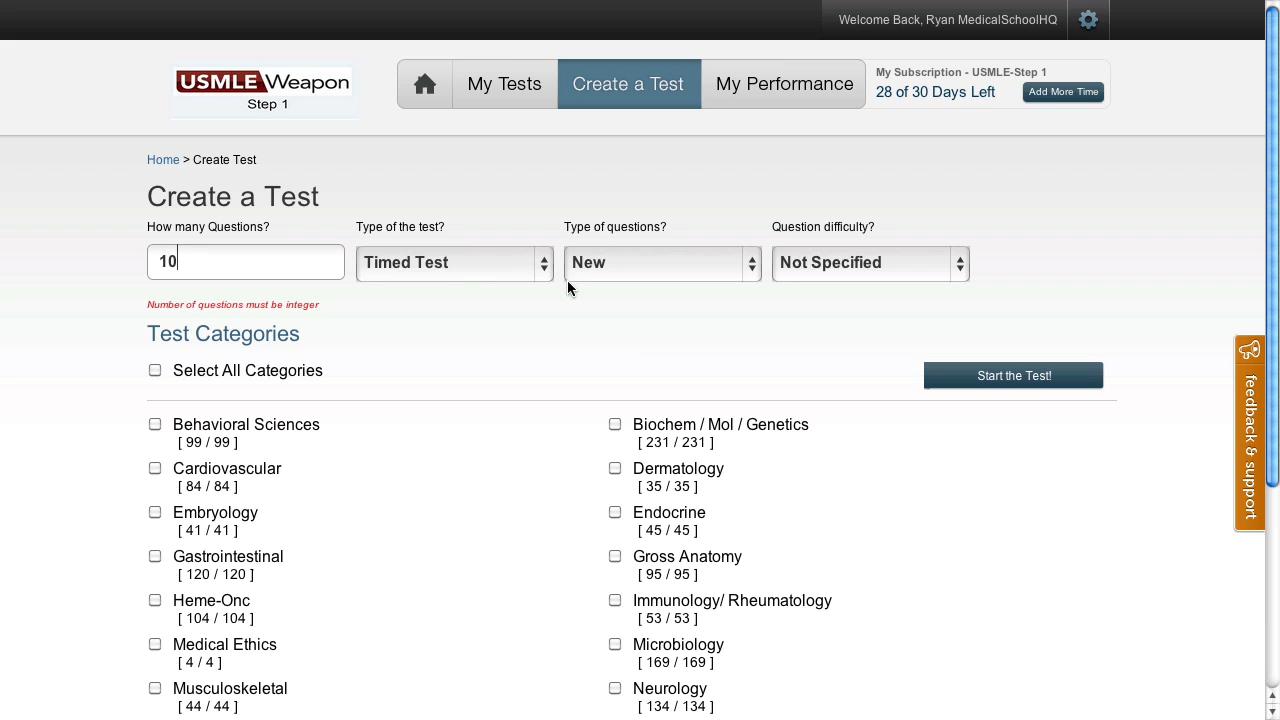 Welcome Back, Ryan MedicalSchoolHQ
USMLE Weapon
Step 1
My Tests
Create a Test
My Performance
My Subscription - USMLE-Step 1
28 of 30 Days Left
Add More Time
Home > Create Test
Create a Test
How many Questions?
Type of the test?
Type of questions?
Question difficulty?
10
Timed Test
New
Not Specified
Number of questions must be integer
Test Categories
Select All Categories
Start the Test!
Behavioral Sciences
[ 99 / 99 ]
Biochem / Mol / Genetics
[ 231 / 231 ]
Cardiovascular
[ 84 / 84 ]
Dermatology
[ 35 / 35 ]
Embryology
[ 41 / 41 ]
Endocrine
[ 45 / 45 ]
Gastrointestinal
[ 120 / 120 ]
Gross Anatomy
[ 95 / 95 ]
Heme-Onc
[ 104 / 104 ]
Immunology/ Rheumatology
[ 53 / 53 ]
Medical Ethics
[ 4 / 4 ]
Microbiology
[ 169 / 169 ]
Musculoskeletal
[ 44 / 44 ]
Neurology
[ 134 / 134 ]
feedback & support